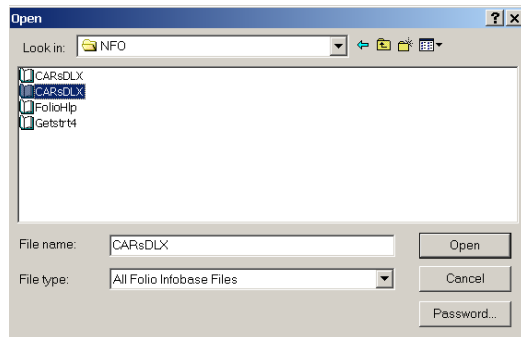 Open
Look in: NFO
CARsDLX
CARsDLX
FolioHlp
Getstrt4
File name: CARsDLX Open
File type: All Folio Infobase Files Cancel
Password...